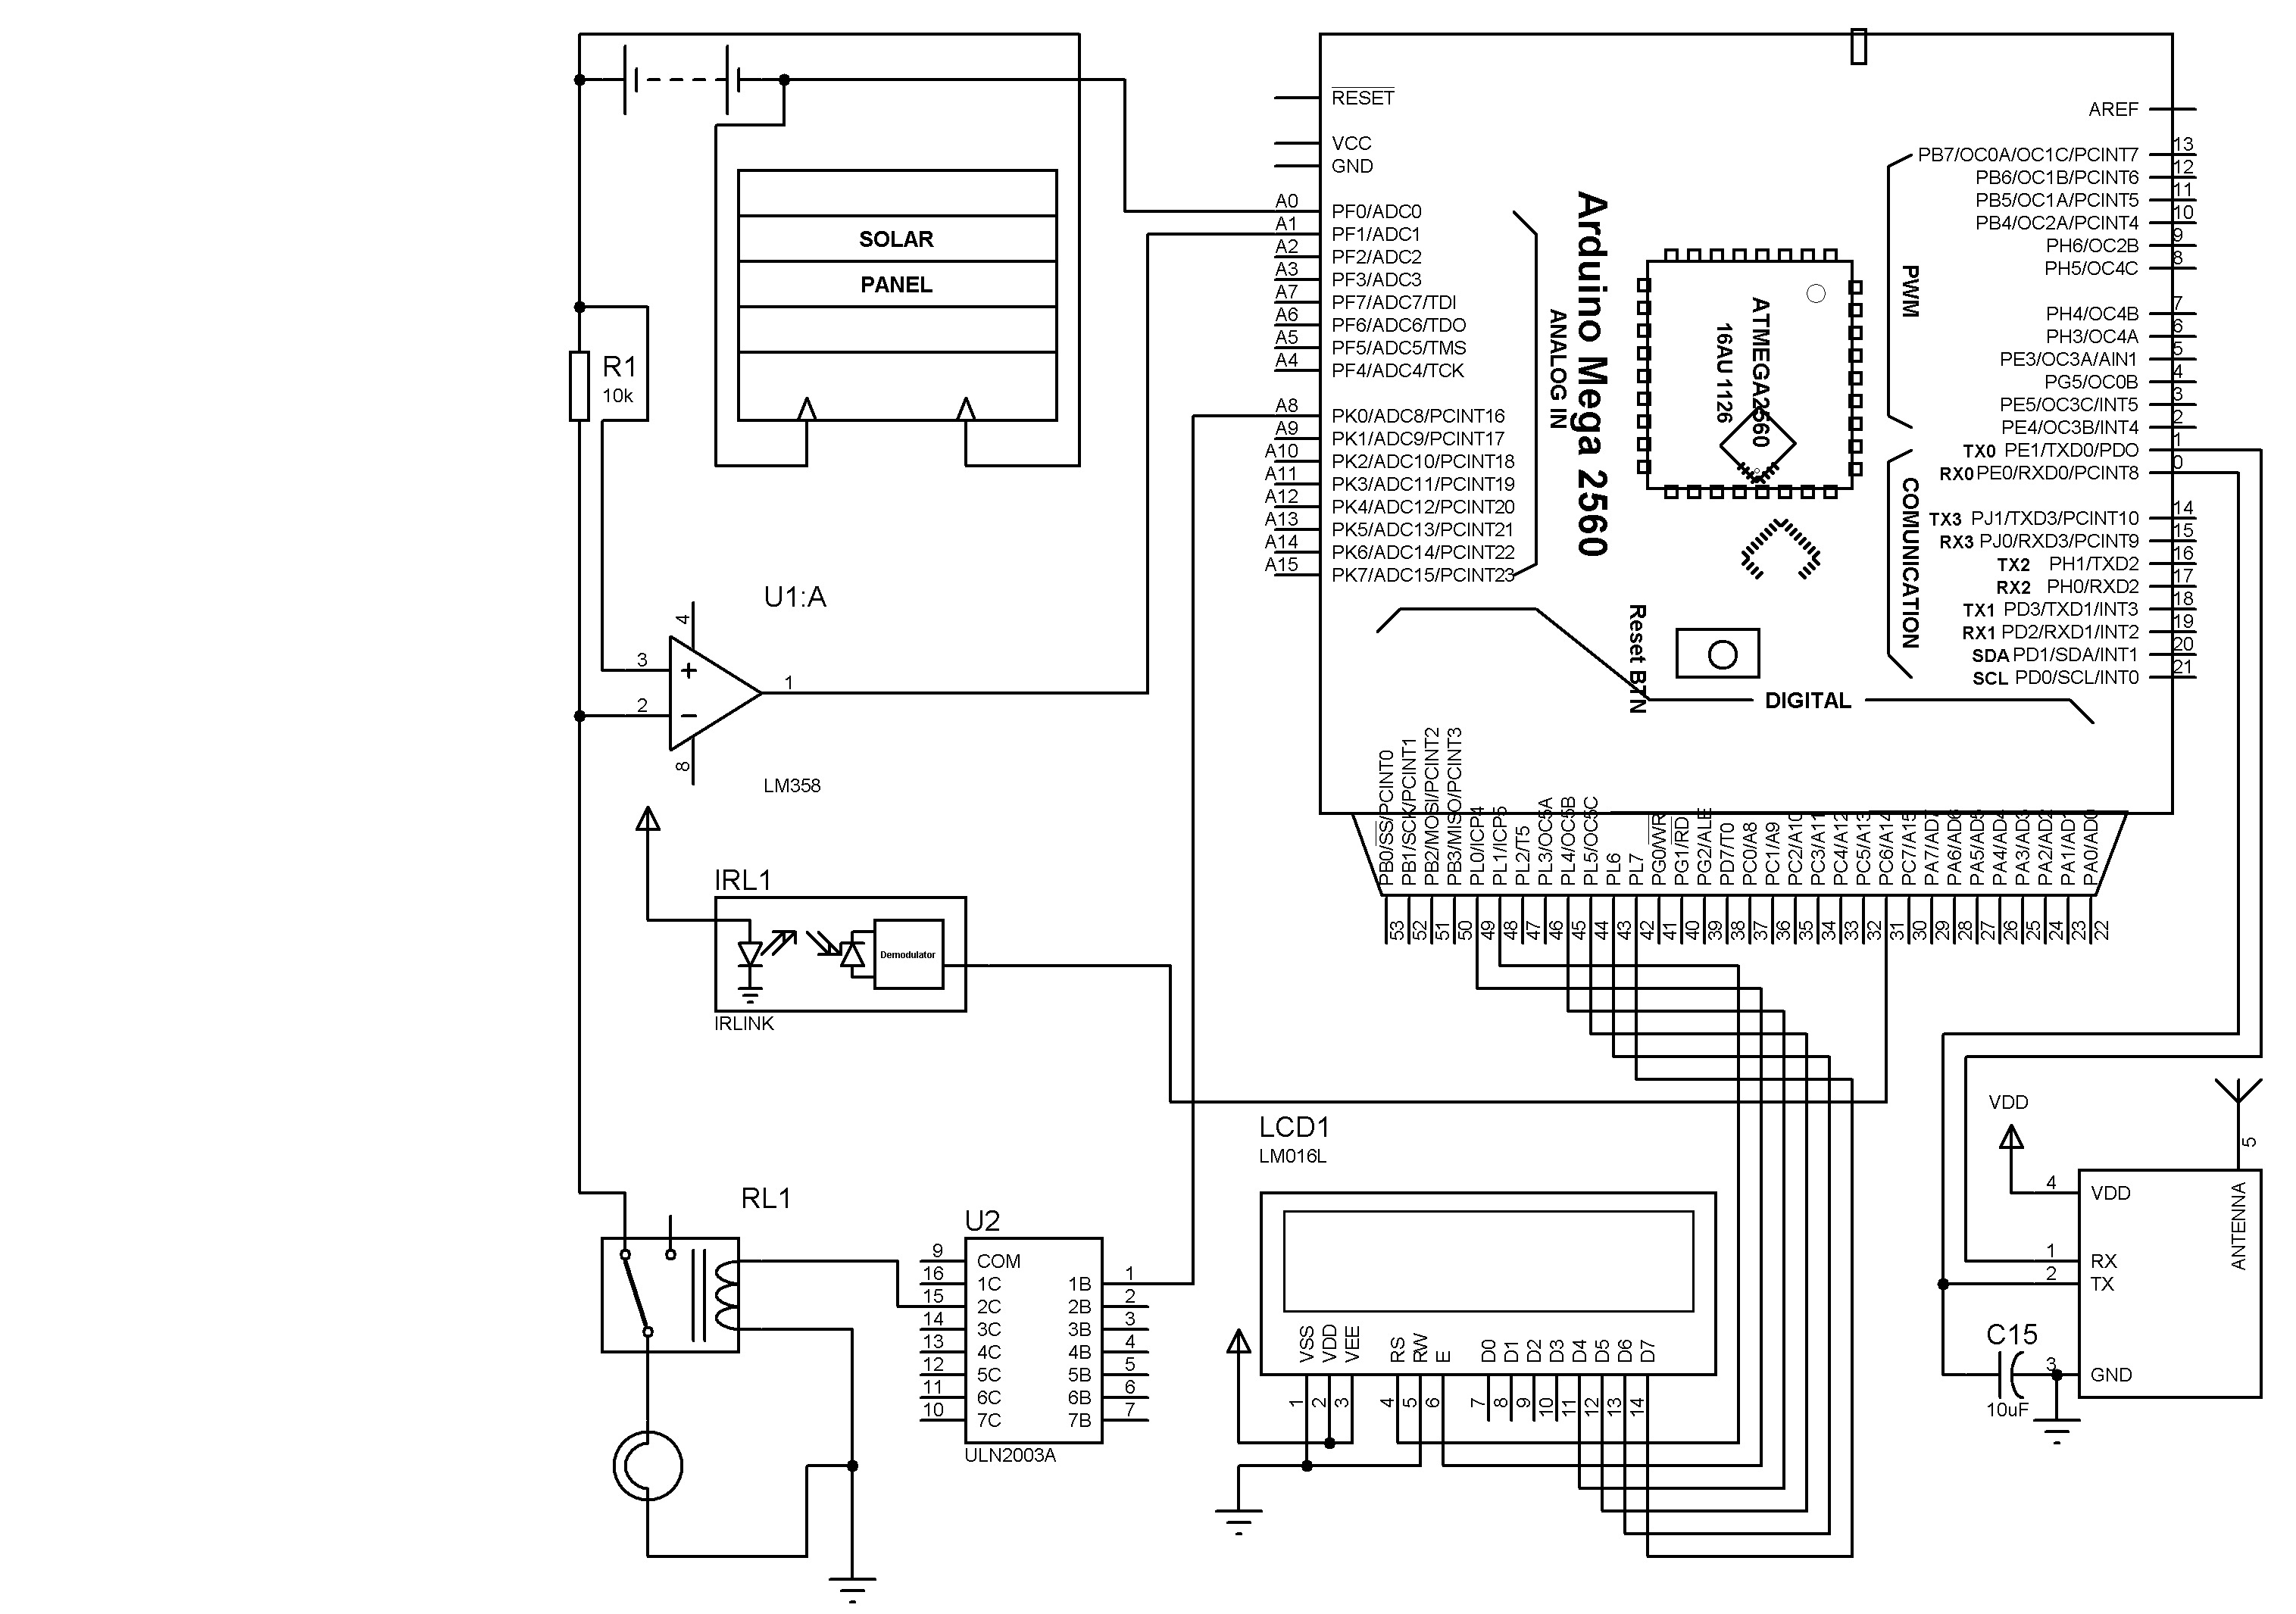 SOLAR
PANEL
R1
10k
U1:A
4
3
+
2
−
1
8
LM358
IRL1
Demodulator
IRLINK
RL1
U2
9 COM
16 1C
15 2C
14 3C
13 4C
12 5C
11 6C
10 7C
1B 1
2B 2
3B 3
4B 4
5B 5
6B 6
7B 7
ULN2003A
RESET
VCC
GND
A0 PF0/ADC0
A1 PF1/ADC1
A2 PF2/ADC2
A3 PF3/ADC3
A7 PF7/ADC7/TDI
A6 PF6/ADC6/TDO
A5 PF5/ADC5/TMS
A4 PF4/ADC4/TCK
A8 PK0/ADC8/PCINT16
A9 PK1/ADC9/PCINT17
A10 PK2/ADC10/PCINT18
A11 PK3/ADC11/PCINT19
A12 PK4/ADC12/PCINT20
A13 PK5/ADC13/PCINT21
A14 PK6/ADC14/PCINT22
A15 PK7/ADC15/PCINT23
ANALOG IN
Arduino Mega 2560
ATMEGA2560
16AU 1126
Reset BTN
DIGITAL
PWM
COMUNICATION
AREF
PB7/OC0A/OC1C/PCINT7 13
PB6/OC1B/PCINT6 12
PB5/OC1A/PCINT5 11
PB4/OC2A/PCINT4 10
PH6/OC2B 9
PH5/OC4C 8
PH4/OC4B 7
PH3/OC4A 6
PE3/OC3A/AIN1 5
PG5/OC0B 4
PE5/OC3C/INT5 3
PE4/OC3B/INT4 2
TX0 PE1/TXD0/PDO 1
RX0 PE0/RXD0/PCINT8 0
TX3 PJ1/TXD3/PCINT10 14
RX3 PJ0/RXD3/PCINT9 15
TX2 PH1/TXD2 16
RX2 PH0/RXD2 17
TX1 PD3/TXD1/INT3 18
RX1 PD2/RXD1/INT2 19
SDA PD1/SDA/INT1 20
SCL PD0/SCL/INT0 21
PB0/SS/PCINT0 53
PB1/SCK/PCINT1 52
PB2/MOSI/PCINT2 51
PB3/MISO/PCINT3 50
PL0/ICP4 49
PL1/ICP5 48
PL2/T5 47
PL3/OC5A 46
PL4/OC5B 45
PL5/OC5C 44
PL6 43
PL7 42
PG0/WR 41
PG1/RD 40
PG2/ALE 39
PD7/T0 38
PC0/A8 37
PC1/A9 36
PC2/A10 35
PC3/A11 34
PC4/A12 33
PC5/A13 32
PC6/A14 31
PC7/A15 30
PA7/AD7 29
PA6/AD6 28
PA5/AD5 27
PA4/AD4 26
PA3/AD3 25
PA2/AD2 24
PA1/AD1 23
PA0/AD0 22
LCD1
LM016L
VSS 1
VDD 2
VEE 3
RS 4
RW 5
E 6
D0 7
D1 8
D2 9
D3 10
D4 11
D5 12
D6 13
D7 14
VDD
4 VDD
1 RX
2 TX
3 GND
5
ANTENNA
C15
10uF